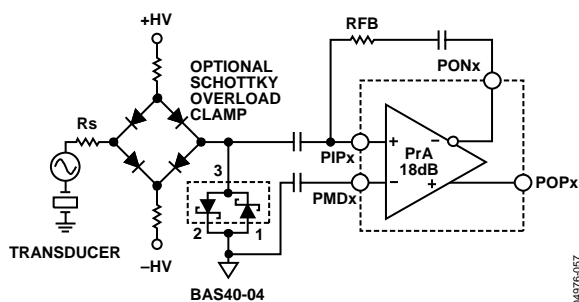 +HV
OPTIONAL
SCHOTTKY
OVERLOAD
CLAMP
RFB
PONx
Rs
3
PIPx
+
–
PrA
18dB
PMDx
–
+
POPx
2
1
TRANSDUCER
–HV
BAS40-04
04976-057